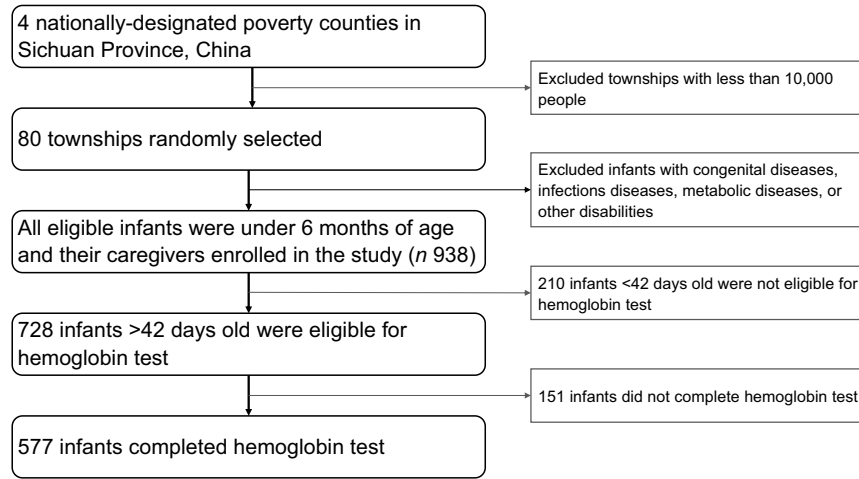 4 nationally-designated poverty counties in
Sichuan Province, China
Excluded townships with less than 10,000
people
80 townships randomly selected
Excluded infants with congenital diseases,
infections diseases, metabolic diseases, or
other disabilities
All eligible infants were under 6 months of age
and their caregivers enrolled in the study (n 938)
210 infants <42 days old were not eligible for
hemoglobin test
728 infants >42 days old were eligible for
hemoglobin test
151 infants did not complete hemoglobin test
577 infants completed hemoglobin test